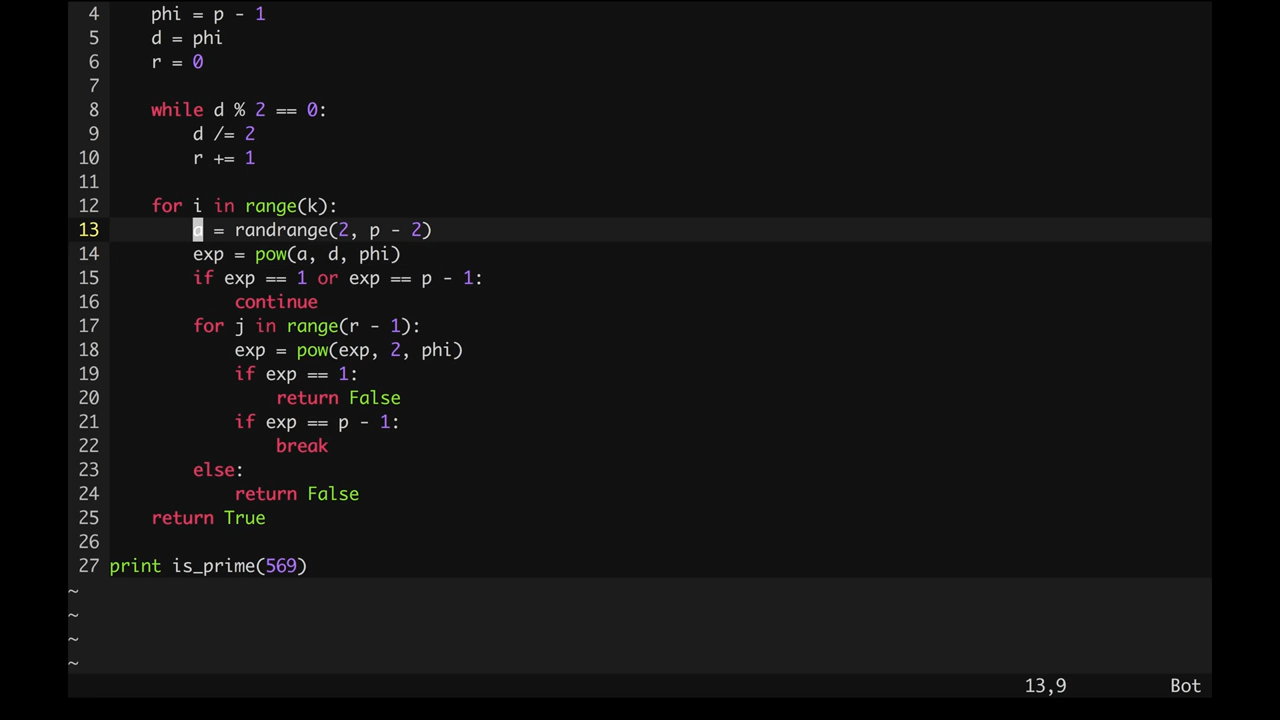 4 phi = p - 1
5 d = phi
6 r = 0
7
8 while d % 2 == 0:
9 d /= 2
10 r += 1
11
12 for i in range(k):
13 a = randrange(2, p - 2)
14 exp = pow(a, d, phi)
15 if exp == 1 or exp == p - 1:
16 continue
17 for j in range(r - 1):
18 exp = pow(exp, 2, phi)
19 if exp == 1:
20 return False
21 if exp == p - 1:
22 break
23 else:
24 return False
25 return True
26
27 print is_prime(569)
~
~
~
~
13,9 Bot